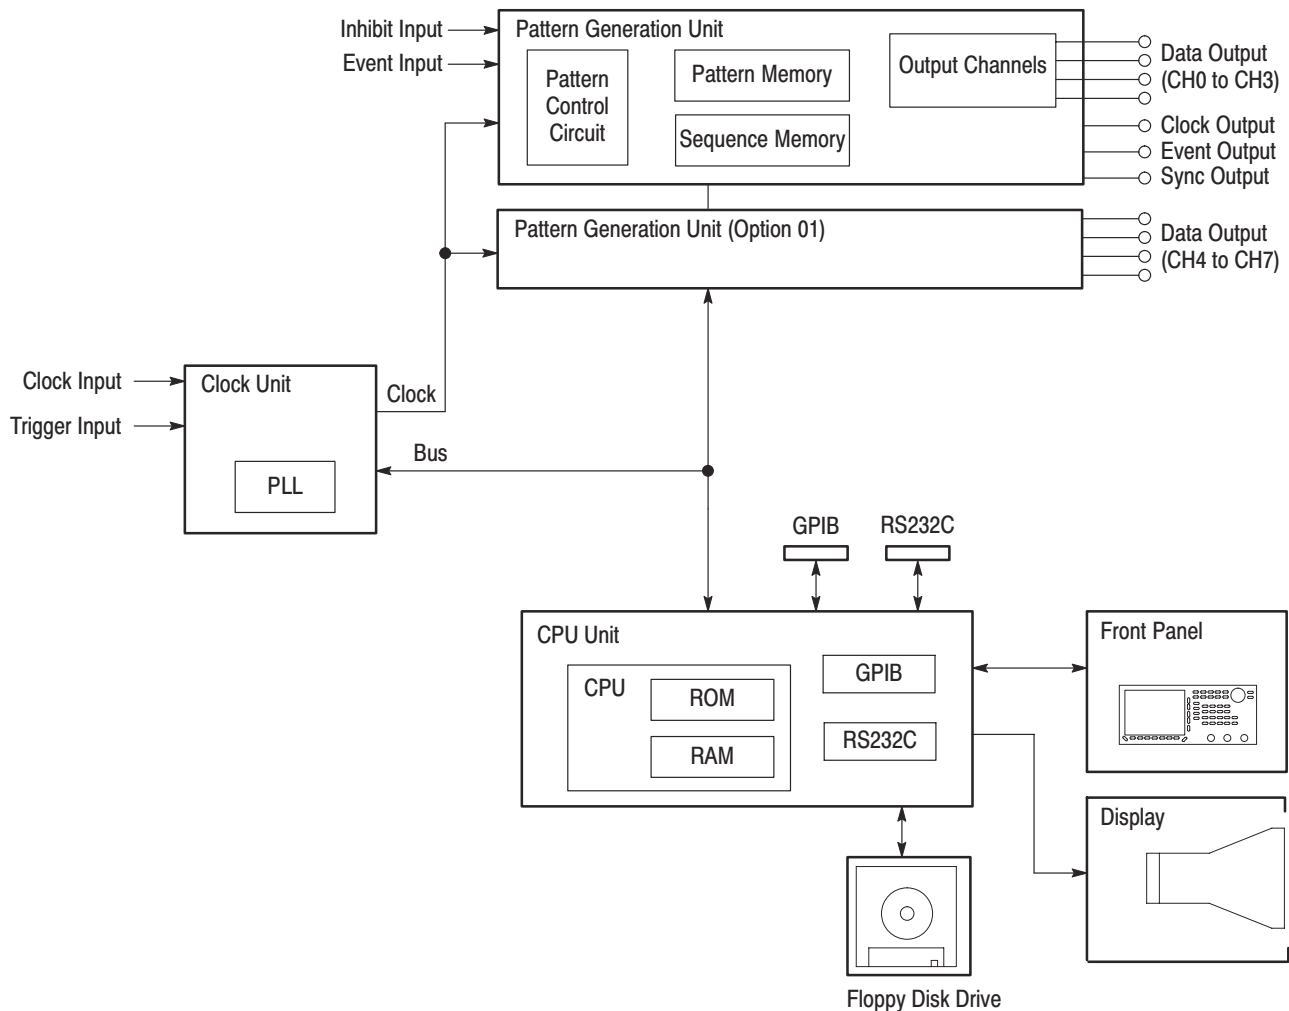 Inhibit Input
Event Input
Pattern Generation Unit
Pattern
Control
Circuit
Pattern Memory
Sequence Memory
Output Channels
Data Output
(CH0 to CH3)
Clock Output
Event Output
Sync Output
Pattern Generation Unit (Option 01)
Data Output
(CH4 to CH7)
Clock Input
Trigger Input
Clock Unit
PLL
Clock
Bus
GPIB
RS232C
CPU Unit
CPU
ROM
RAM
GPIB
RS232C
Front Panel
Display
Floppy Disk Drive